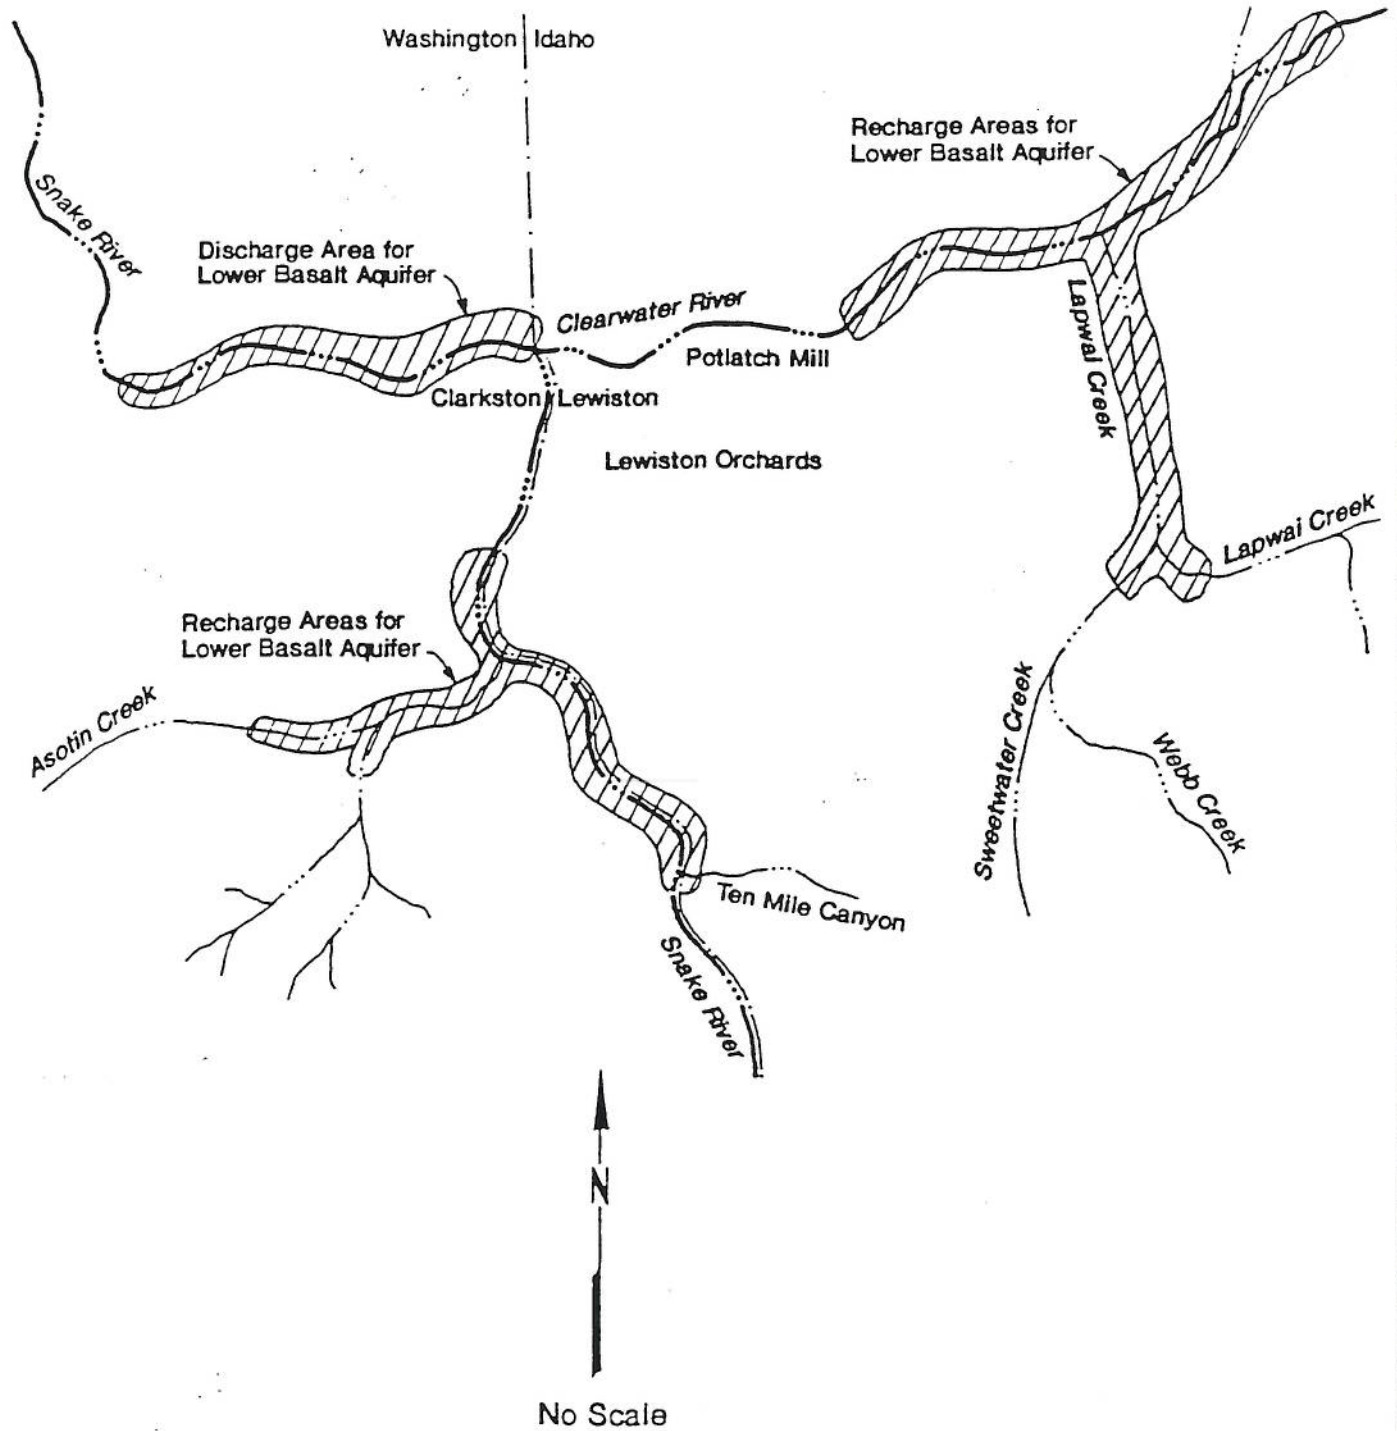 Washington Idaho
Recharge Areas for
Lower Basalt Aquifer
Snake River
Discharge Area for
Lower Basalt Aquifer
Clearwater River
Potlatch Mill
Lapwai Creek
Clarkston Lewiston
Lewiston Orchards
Lapwai Creek
Recharge Areas for
Lower Basalt Aquifer
Asotin Creek
Sweetwater Creek
Webb Creek
Ten Mile Canyon
Snake River
N
No Scale